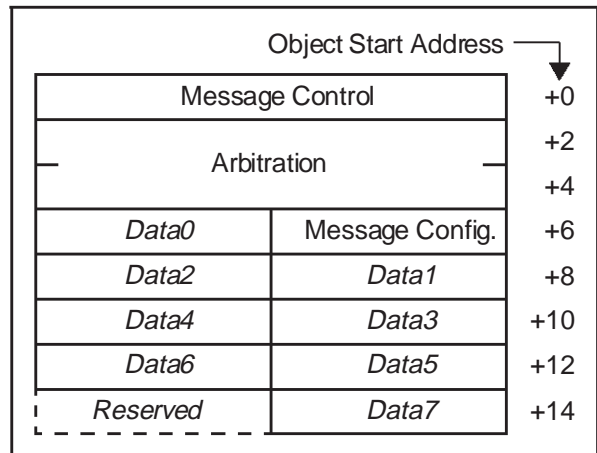 Object Start Address
Message Control +0
+2
Arbitration
+4
Data0 Message Config. +6
Data2 Data1 +8
Data4 Data3 +10
Data6 Data5 +12
Reserved Data7 +14